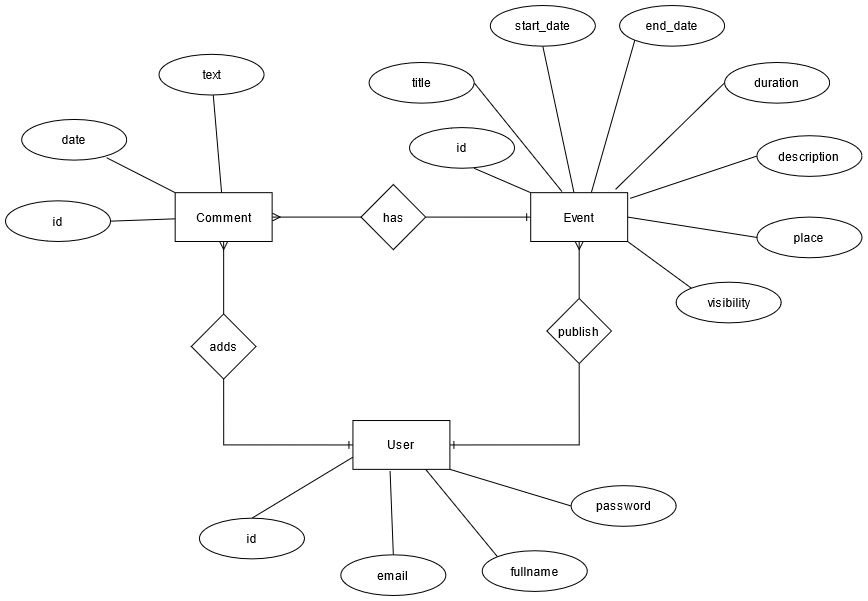 start_date
end_date
text
title
duration
date
id
description
id
Comment
has
Event
place
visibility
adds
publish
User
password
id
email
fullname